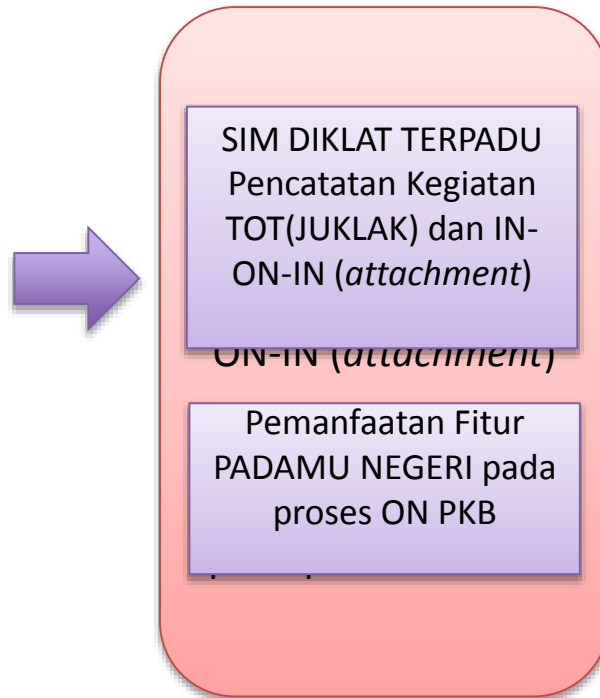 SIM DIKLAT TERPADU
Pencatatan Kegiatan
TOT(JUKLAK) dan IN-
ON-IN (attachment)
ON-IN (attachment)
Pemanfaatan Fitur
PADAMU NEGERI pada
proses ON PKB